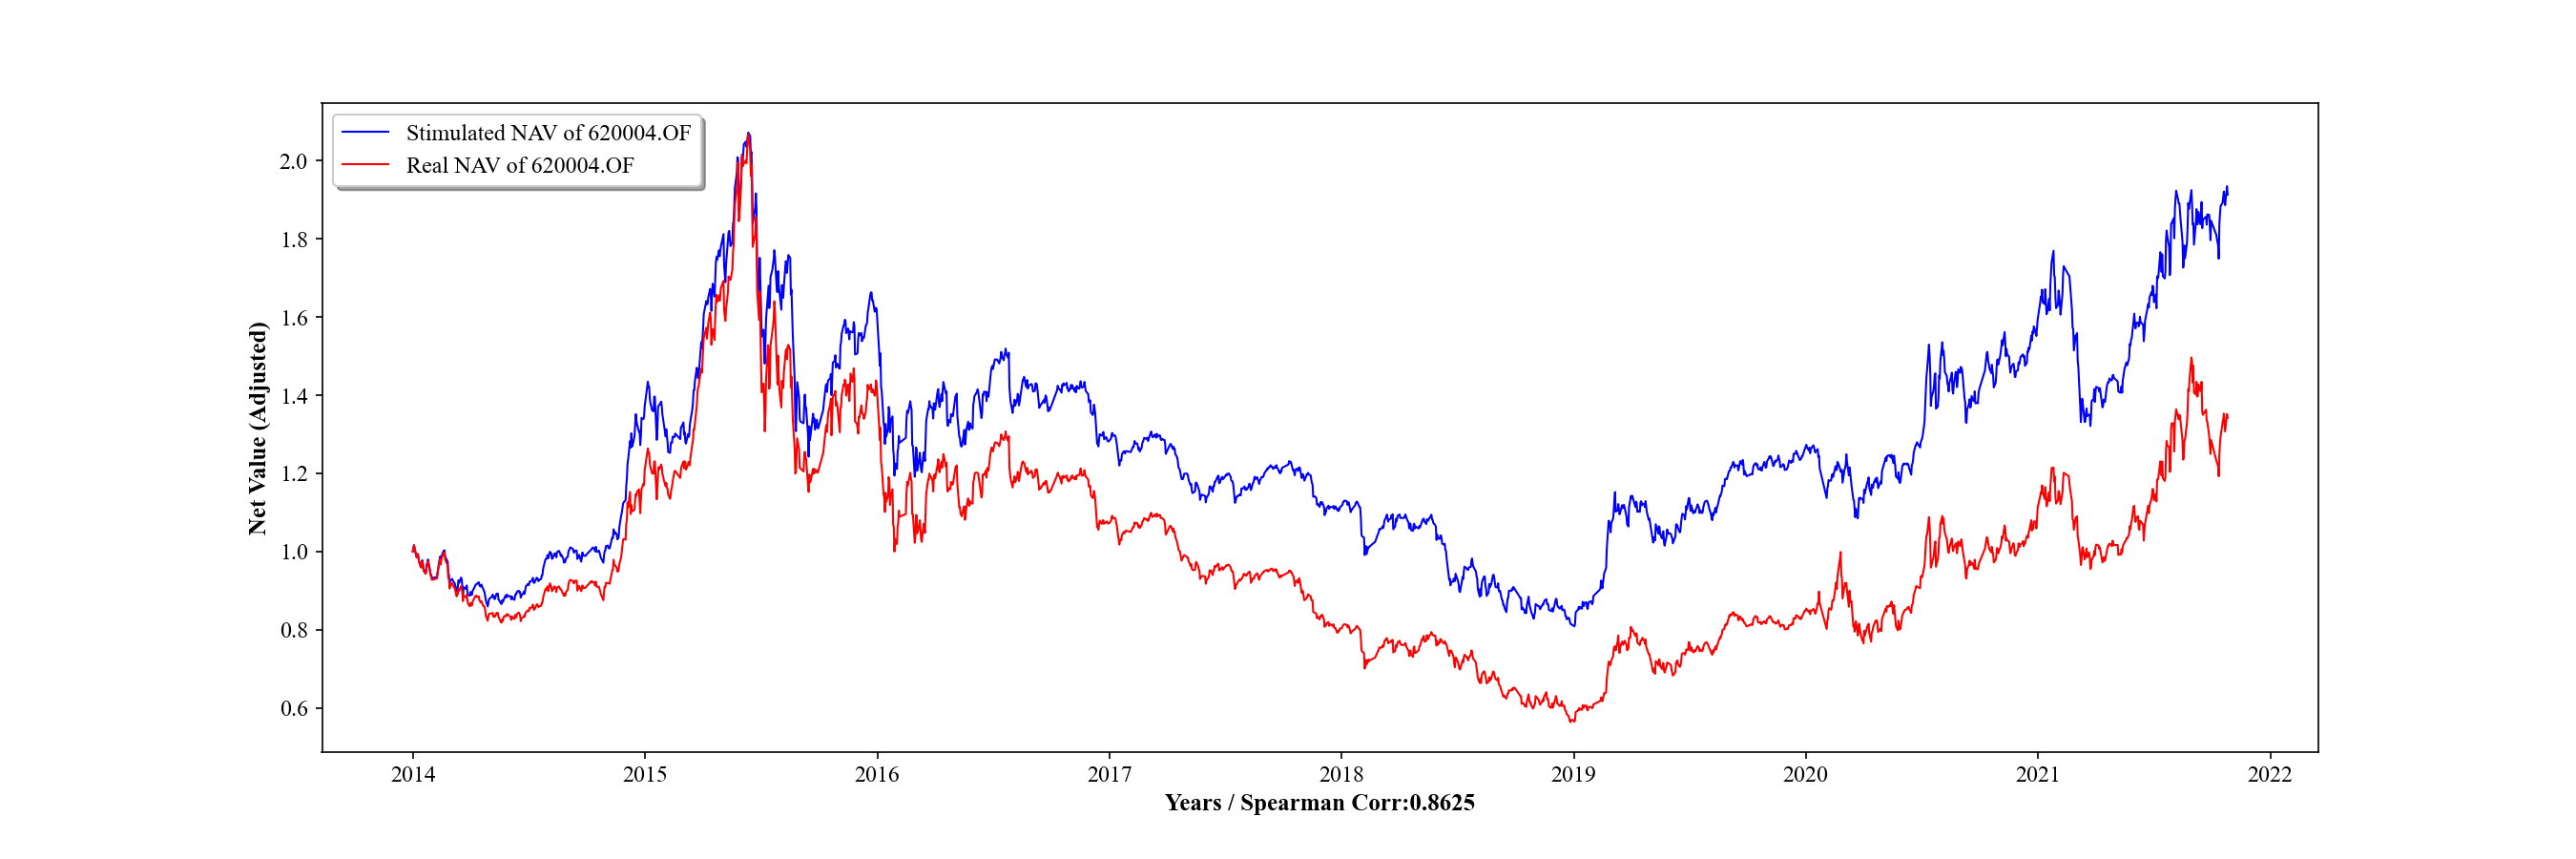 Stimulated NAV of 620004.OF
Real NAV of 620004.OF
Net Value (Adjusted)
2.0
1.8
1.6
1.4
1.2
1.0
0.8
0.6
2014 2015 2016 2017 2018 2019 2020 2021 2022
Years / Spearman Corr:0.8625